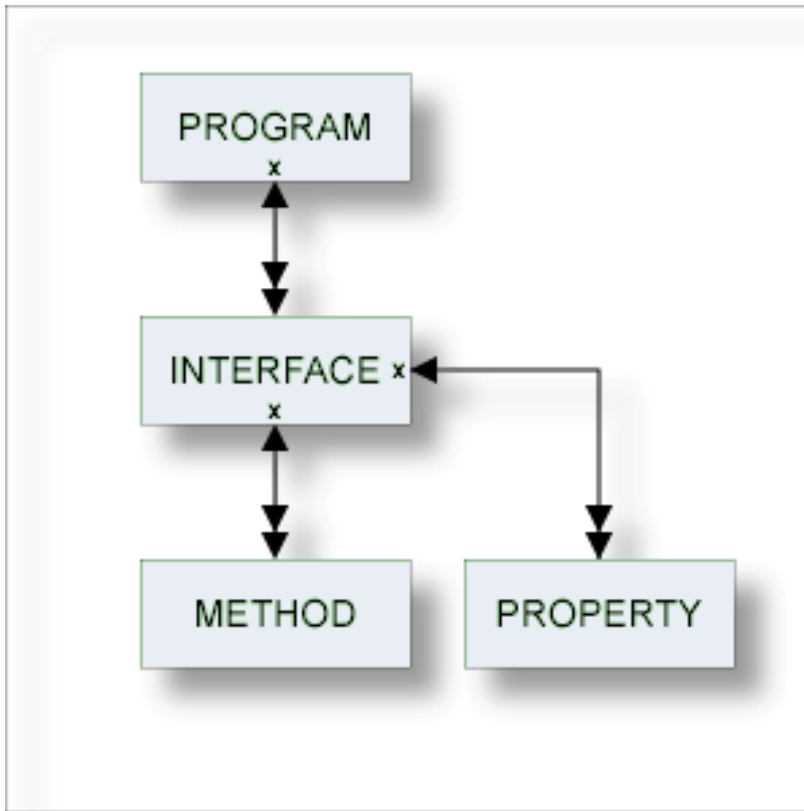 PROGRAM
x
INTERFACE x
x
METHOD
PROPERTY